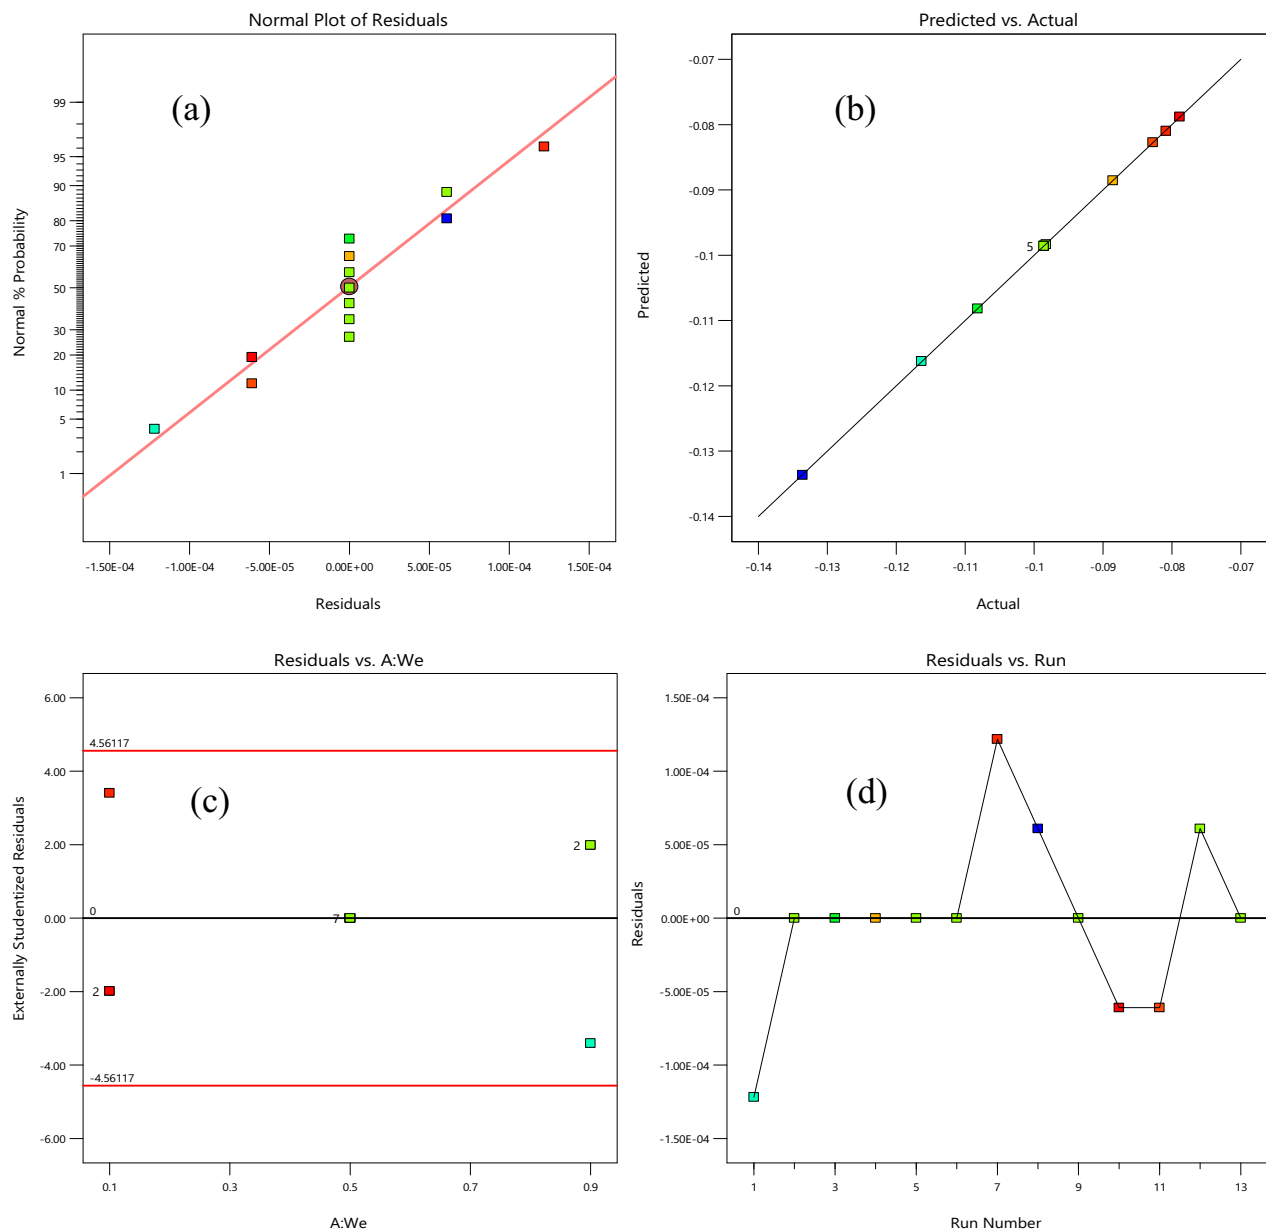 Normal Plot of Residuals
(a)
Normal % Probability
99
95
90
80
70
50
30
20
10
5
1
-1.50E-04 -1.00E-04 -5.00E-05 0.00E+00 5.00E-05 1.00E-04 1.50E-04
Residuals
Predicted vs. Actual
(b)
Predicted
-0.07
-0.08
-0.09
-0.1
-0.11
-0.12
-0.13
-0.14
5
-0.14 -0.13 -0.12 -0.11 -0.1 -0.09 -0.08 -0.07
Actual
Residuals vs. A:We
(c)
Externally Studentized Residuals
6.00
4.56117
4.00
2.00
2
0
0.00
7
-2.00
2
-4.00
-4.56117
-6.00
0.1 0.3 0.5 0.7 0.9
A:We
Residuals vs. Run
(d)
Residuals
1.50E-04
1.00E-04
5.00E-05
0
0.00E+00
-5.00E-05
-1.00E-04
-1.50E-04
1 3 5 7 9 11 13
Run Number